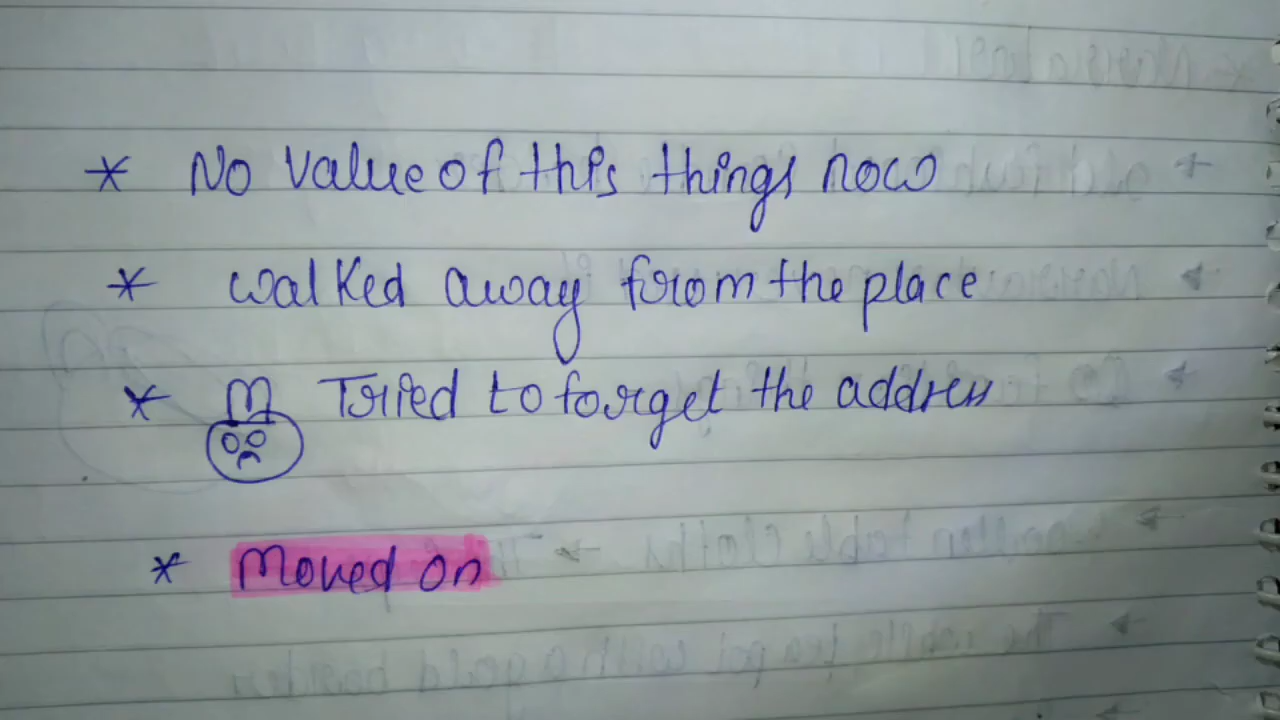 * No value of this things now
* walked away from the place
* Tried to forget the address
* Moved on